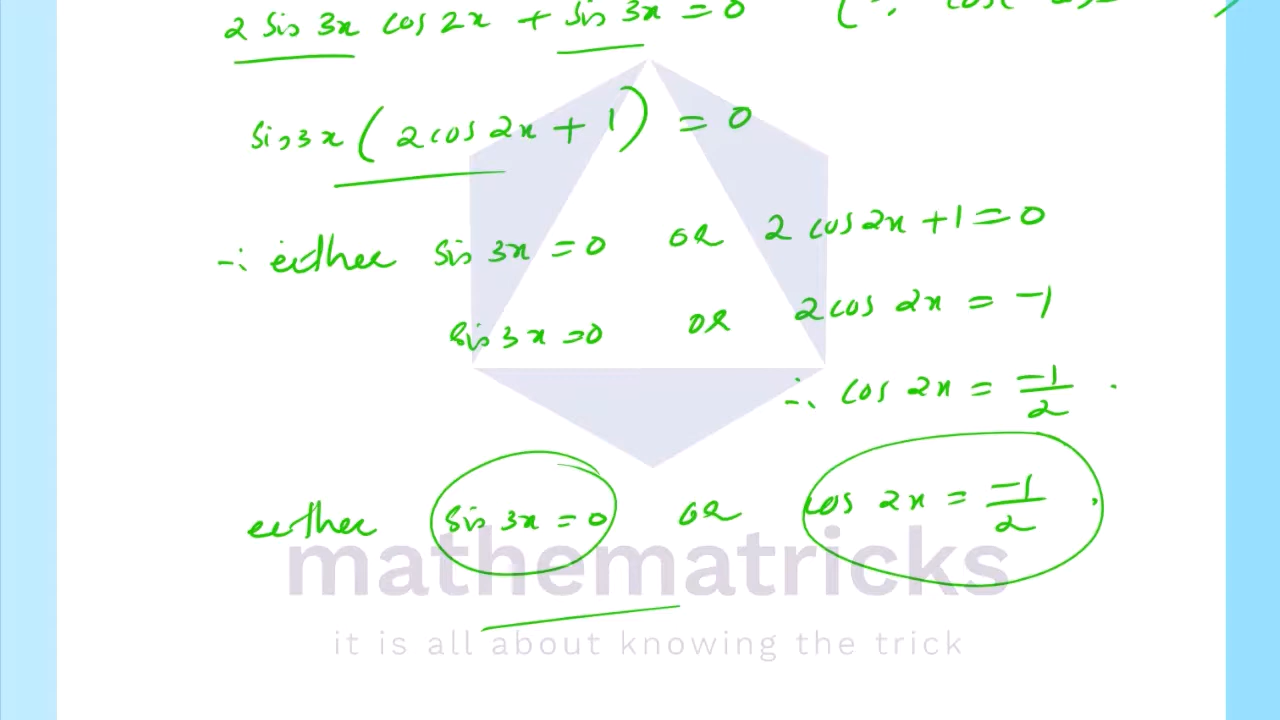 2 sin 3x cos 2x + sin 3x = 0 (∵
sin 3x ( 2 cos 2x + 1 ) = 0
∴ either sin 3x = 0 or 2 cos 2x + 1 = 0
sin 3x = 0 or 2 cos 2x = -1
∴ cos 2x = -1/2 .
either sin 3x = 0 or cos 2x = -1/2 .
mathematricks
it is all about knowing the trick